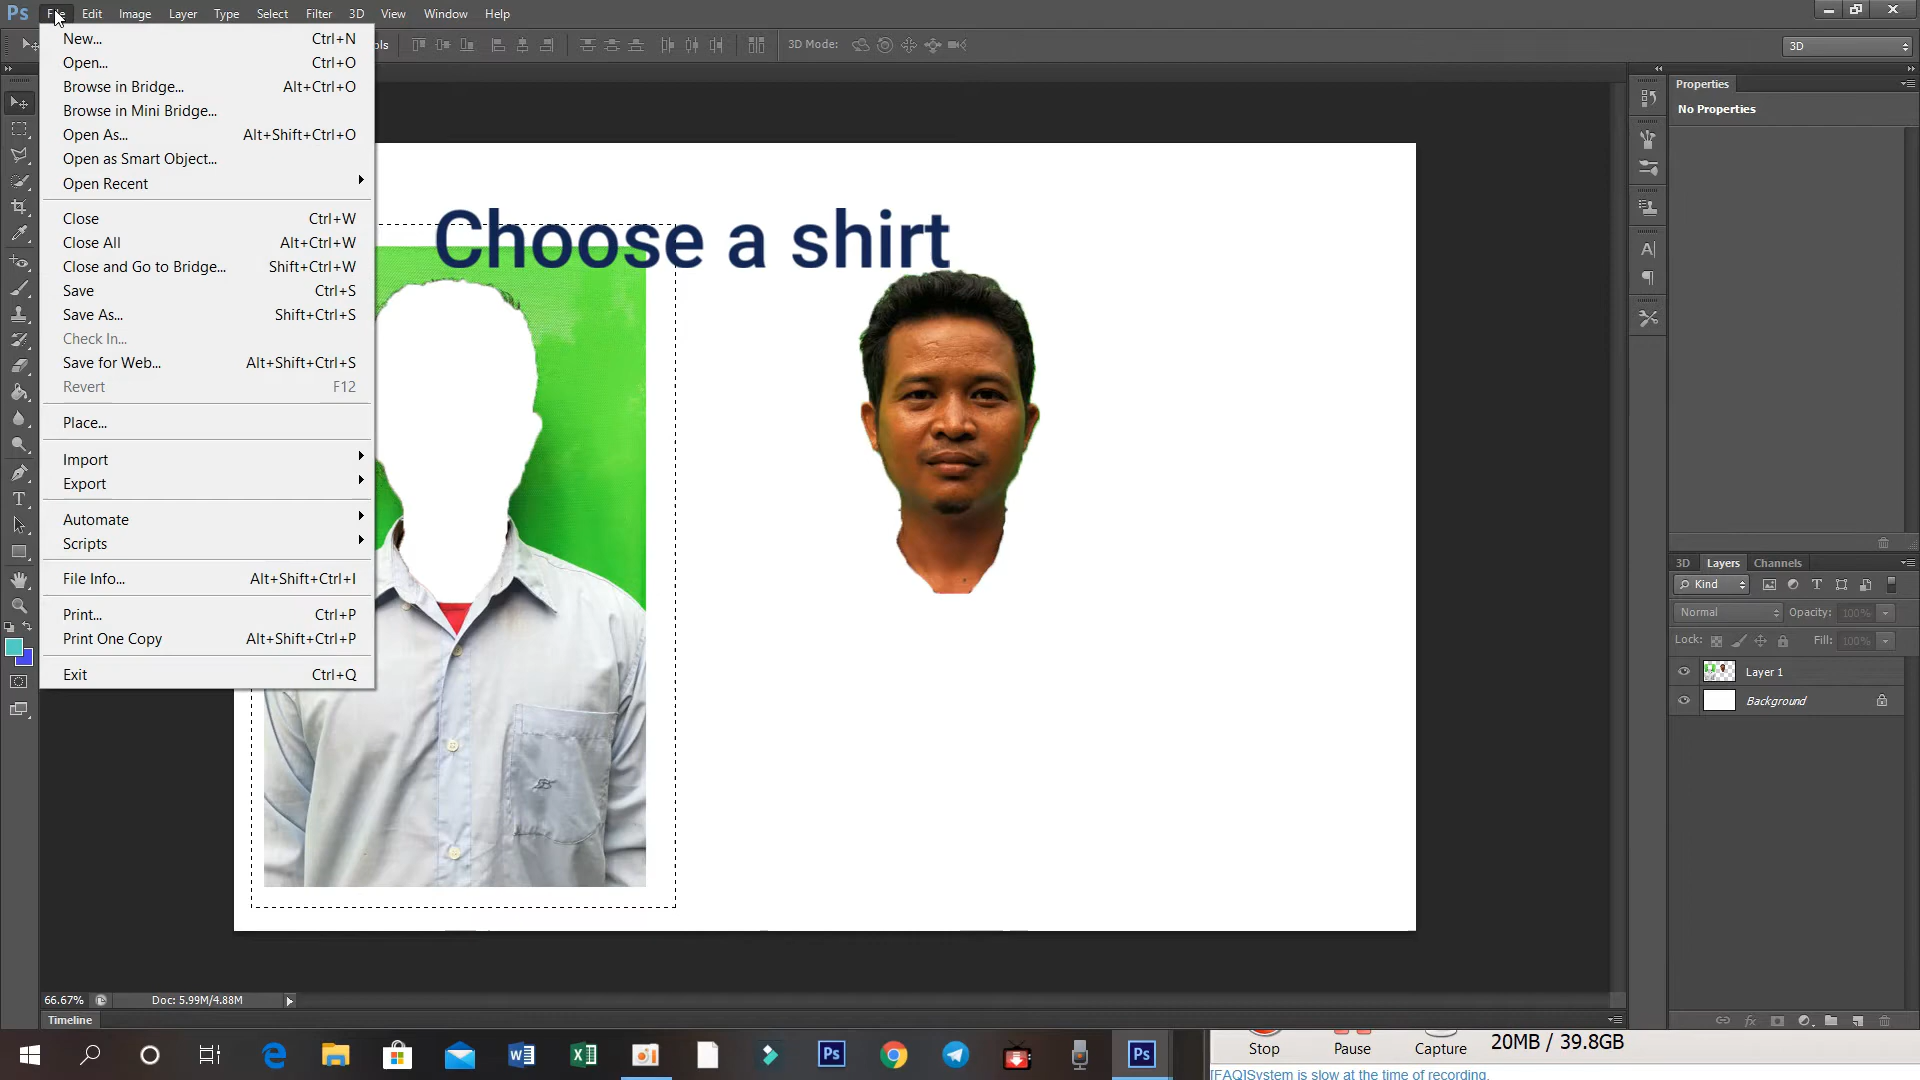 Ps File Edit Image Layer Type Select Filter 3D View Window Help
3D Mode: 3D
New... Ctrl+N
Open... Ctrl+O
Browse in Bridge... Alt+Ctrl+O
Browse in Mini Bridge...
Open As... Alt+Shift+Ctrl+O
Open as Smart Object...
Open Recent
Close Ctrl+W
Close All Alt+Ctrl+W
Close and Go to Bridge... Shift+Ctrl+W
Save Ctrl+S
Save As... Shift+Ctrl+S
Check In...
Save for Web... Alt+Shift+Ctrl+S
Revert F12
Place...
Import
Export
Automate
Scripts
File Info... Alt+Shift+Ctrl+I
Print... Ctrl+P
Print One Copy Alt+Shift+Ctrl+P
Exit Ctrl+Q
Choose a shirt
Properties
No Properties
3D Layers Channels
Kind
Normal Opacity: 100%
Lock: Fill: 100%
Layer 1
Background
66.67% Doc: 5.99M/4.88M
Timeline
Stop Pause Capture 20MB / 39.8GB
[FAQ]System is slow at the time of recording.